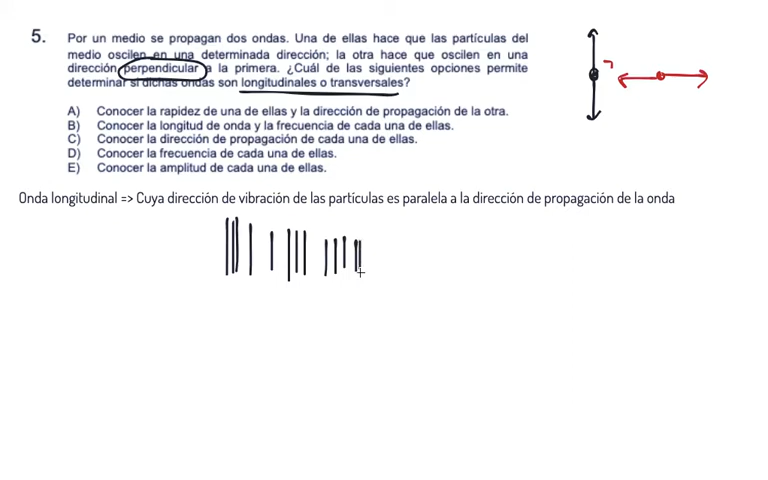 5. Por un medio se propagan dos ondas. Una de ellas hace que las partículas del
medio oscilen en una determinada dirección; la otra hace que oscilen en una
dirección perpendicular a la primera. ¿Cuál de las siguientes opciones permite
determinar si dichas ondas son longitudinales o transversales?
A) Conocer la rapidez de una de ellas y la dirección de propagación de la otra.
B) Conocer la longitud de onda y la frecuencia de cada una de ellas.
C) Conocer la dirección de propagación de cada una de ellas.
D) Conocer la frecuencia de cada una de ellas.
E) Conocer la amplitud de cada una de ellas.
Onda longitudinal => Cuya dirección de vibración de las partículas es paralela a la dirección de propagación de la onda